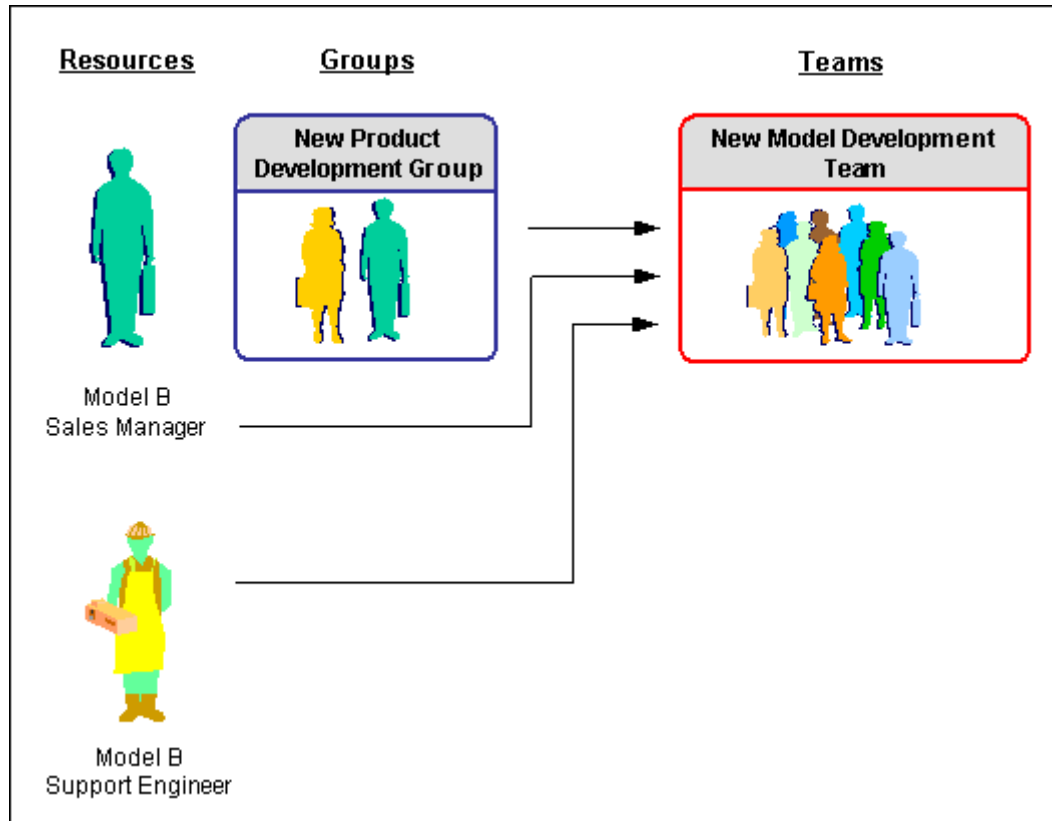 Resources
Groups
Teams
New Product
Development Group
New Model Development
Team
Model B
Sales Manager
Model B
Support Engineer